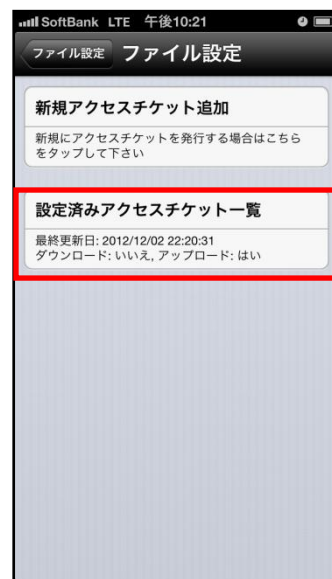 SoftBank LTE 午後10:21
ファイル設定 ファイル設定
新規アクセスチケット追加
新規にアクセスチケットを発行する場合はこちら
をタップして下さい
設定済みアクセスチケット一覧
最終更新日: 2012/12/02 22:20:31
ダウンロード: いいえ, アップロード: はい